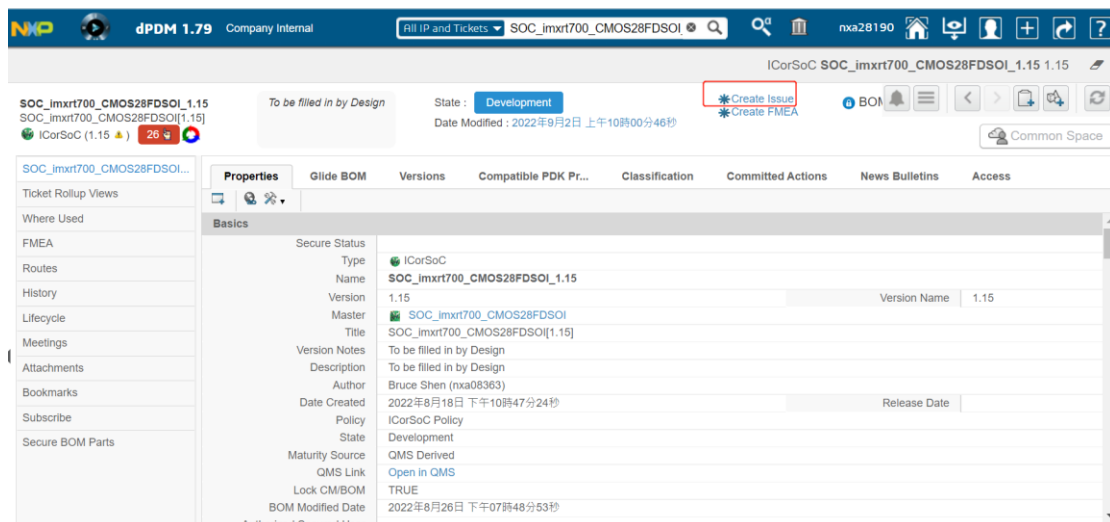 NXP dPDM 1.79 Company Internal All IP and Tickets SOC_imxrt700_CMOS28FDSOI_ nxa28190
ICorSoC SOC_imxrt700_CMOS28FDSOI_1.15 1.15
SOC_imxrt700_CMOS28FDSOI_1.15
SOC_imxrt700_CMOS28FDSOI[1.15]
ICorSoC (1.15 ) 26
To be filled in by Design
State : Development
Date Modified : 2022年9月2日 上午10時00分46秒
Create Issue
Create FMEA
BOM
Common Space
SOC_imxrt700_CMOS28FDSOI...
Ticket Rollup Views
Where Used
FMEA
Routes
History
Lifecycle
Meetings
Attachments
Bookmarks
Subscribe
Secure BOM Parts
Properties Glide BOM Versions Compatible PDK Pr... Classification Committed Actions News Bulletins Access
Basics
Secure Status
Type ICorSoC
Name SOC_imxrt700_CMOS28FDSOI_1.15
Version 1.15 Version Name 1.15
Master SOC_imxrt700_CMOS28FDSOI
Title SOC_imxrt700_CMOS28FDSOI[1.15]
Version Notes To be filled in by Design
Description To be filled in by Design
Author Bruce Shen (nxa08363)
Date Created 2022年8月18日 下午10時47分24秒 Release Date
Policy ICorSoC Policy
State Development
Maturity Source QMS Derived
QMS Link Open in QMS
Lock CM/BOM TRUE
BOM Modified Date 2022年8月26日 下午07時48分53秒